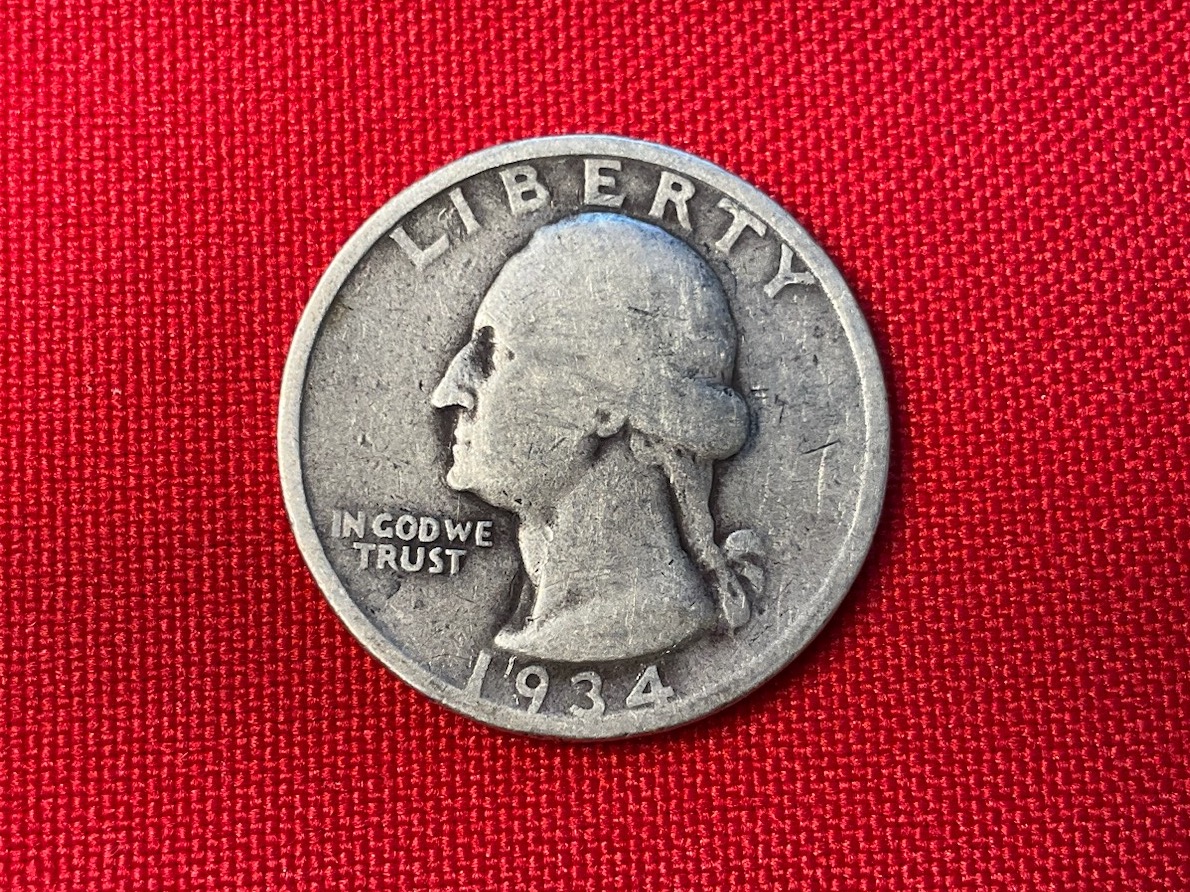 LIBERTY
IN GOD WE
TRUST
1934